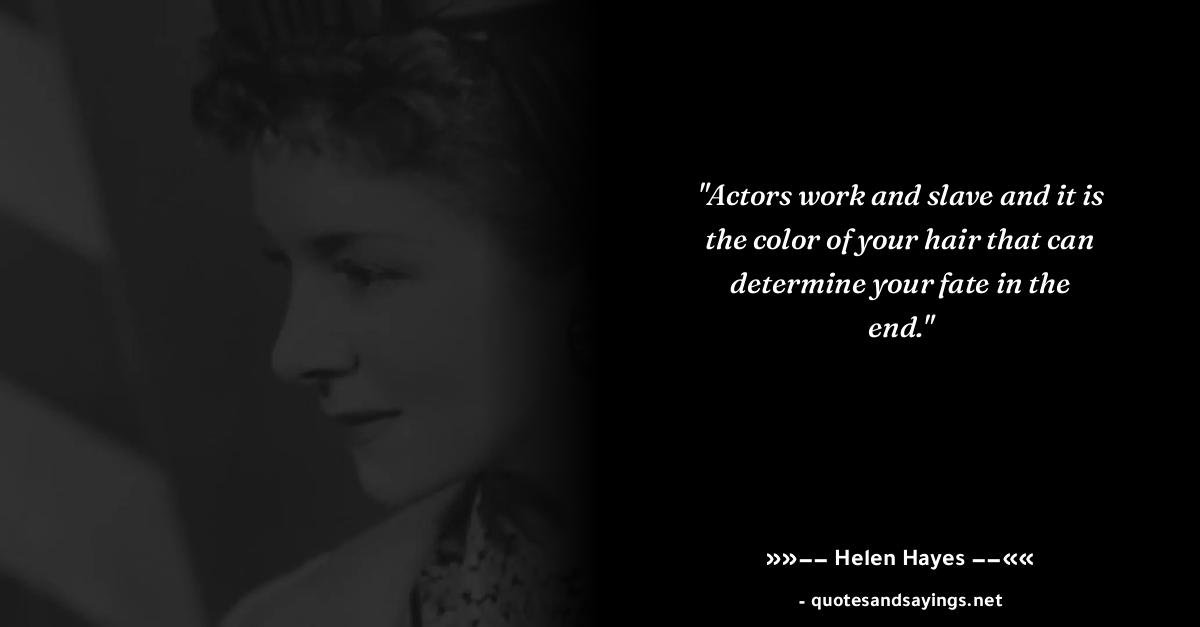 "Actors work and slave and it is
the color of your hair that can
determine your fate in the
end."
»»–– Helen Hayes ––««
- quotesandsayings.net